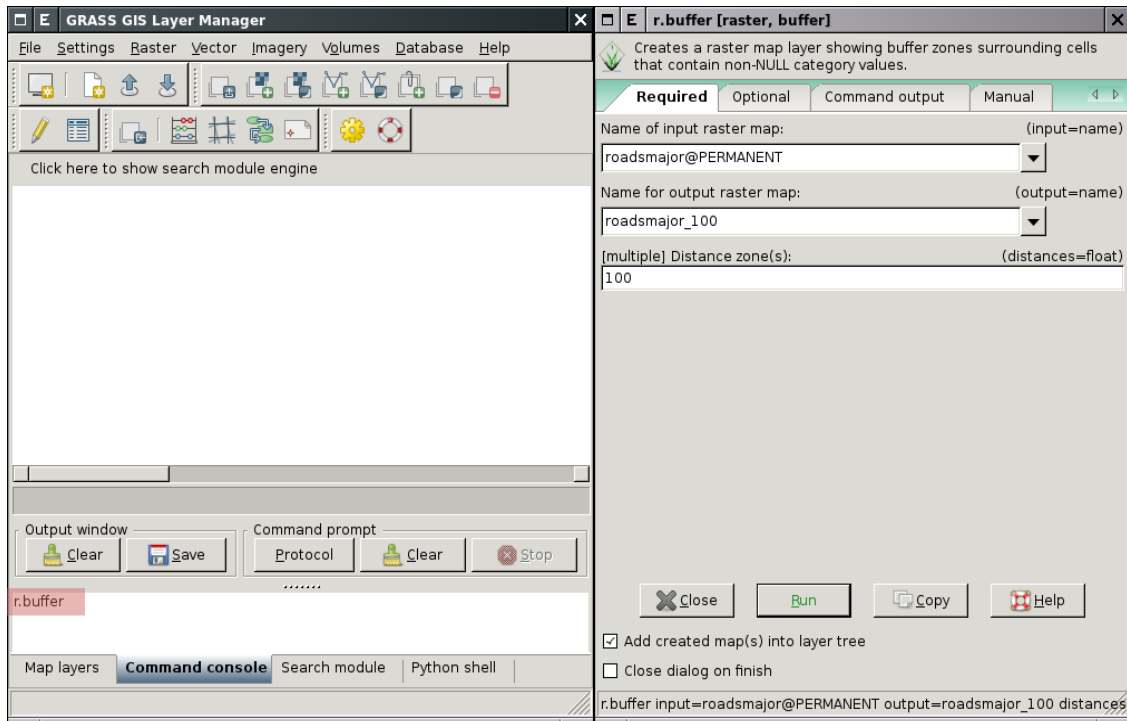 E GRASS GIS Layer Manager
File Settings Raster Vector Imagery Volumes Database Help
Click here to show search module engine
Output window
Clear Save
Command prompt
Protocol Clear Stop
r.buffer
Map layers Command console Search module Python shell
E r.buffer [raster, buffer]
Creates a raster map layer showing buffer zones surrounding cells
that contain non-NULL category values.
Required Optional Command output Manual
Name of input raster map: (input=name)
roadsmajor@PERMANENT
Name for output raster map: (output=name)
roadsmajor_100
[multiple] Distance zone(s): (distances=float)
100
Close Run Copy Help
Add created map(s) into layer tree
Close dialog on finish
r.buffer input=roadsmajor@PERMANENT output=roadsmajor_100 distances